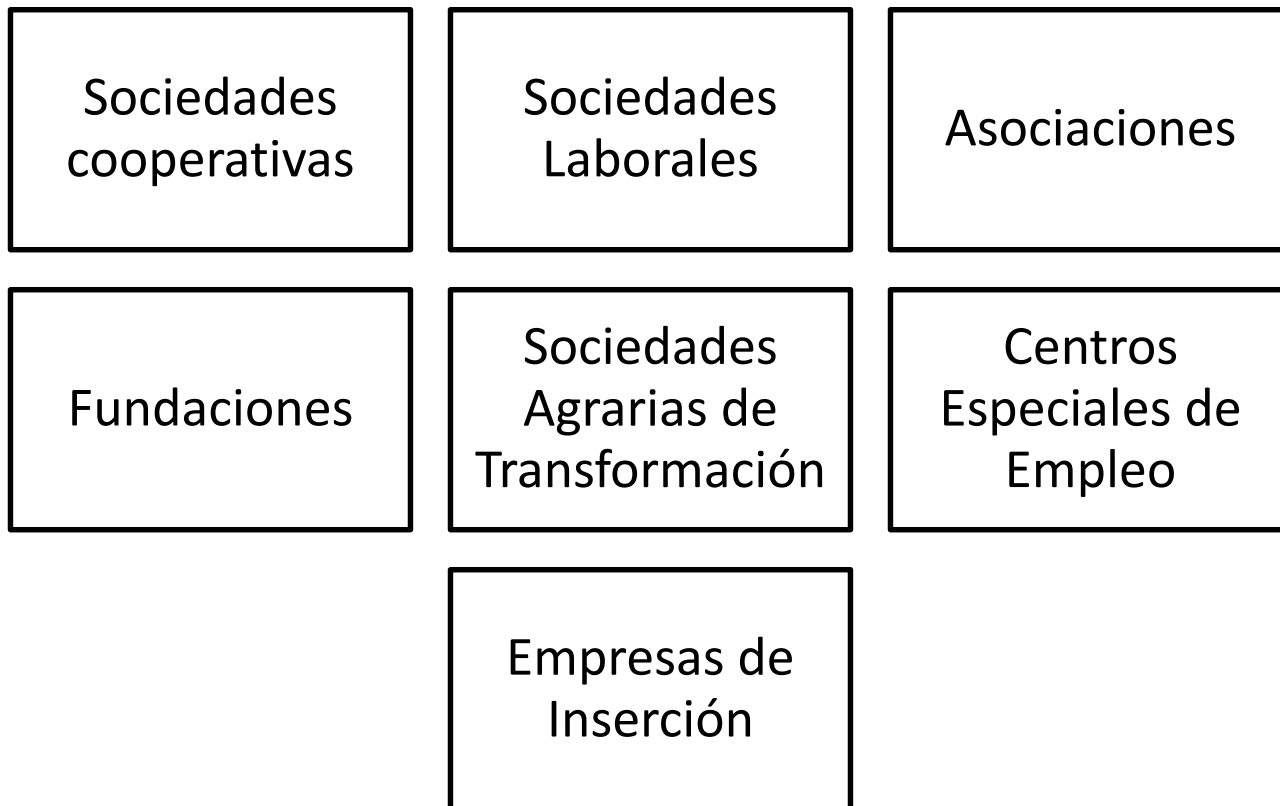 Sociedades
cooperativas
Sociedades
Laborales
Asociaciones
Fundaciones
Sociedades
Agrarias de
Transformación
Centros
Especiales de
Empleo
Empresas de
Inserción